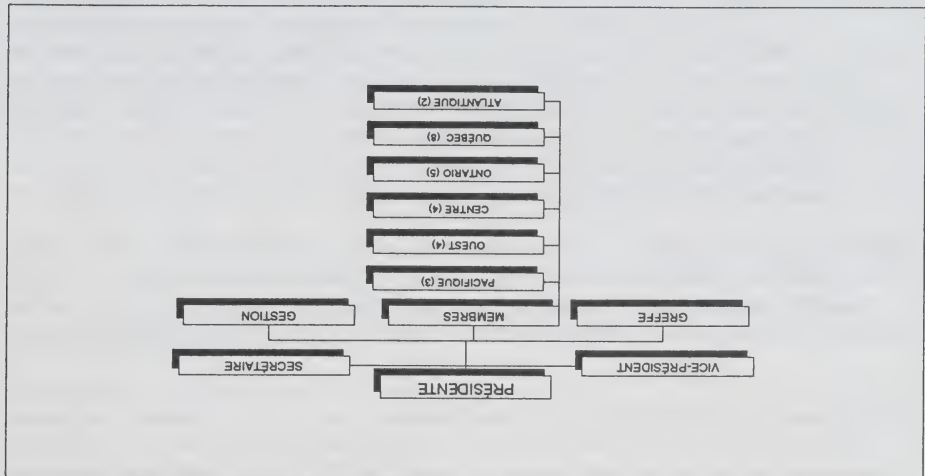 PRÉSIDENTE
VICE-PRÉSIDENT
SECRÉTAIRE
GREFFE
MEMBRES
GESTION
PACIFIQUE (3)
OUEST (4)
CENTRE (4)
ONTARIO (5)
QUÉBEC (8)
ATLANTIQUE (2)